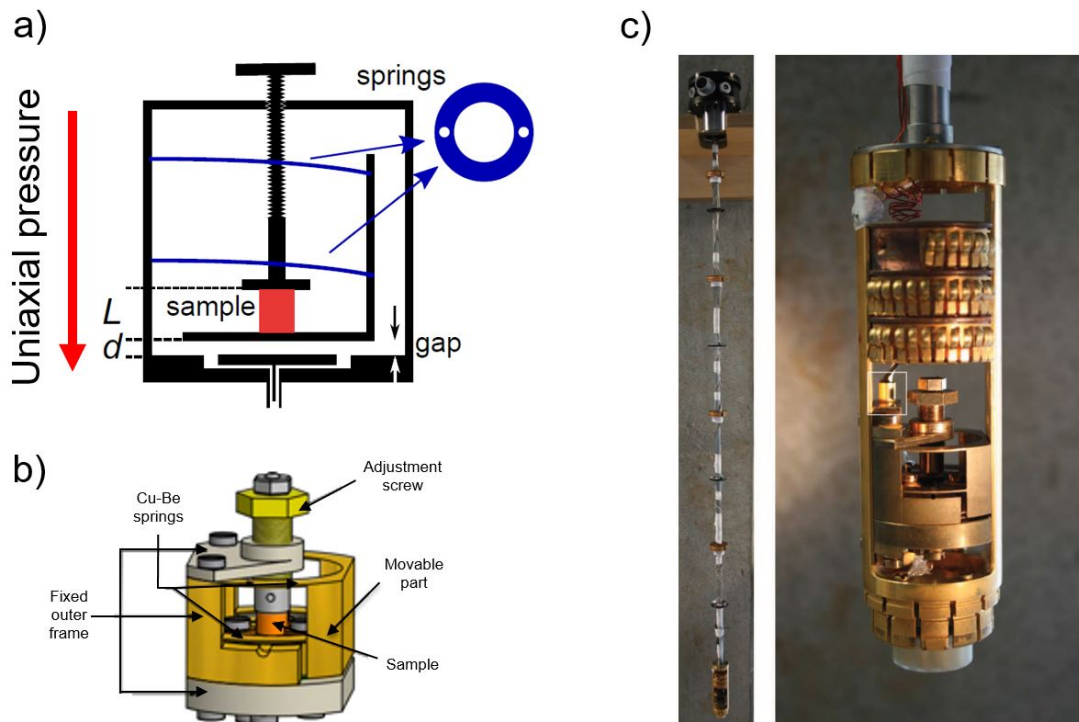 a)
springs
Uniaxial pressure
L
sample
d
gap
b)
Adjustment
screw
Cu-Be
springs
Movable
part
Fixed
outer
frame
Sample
c)